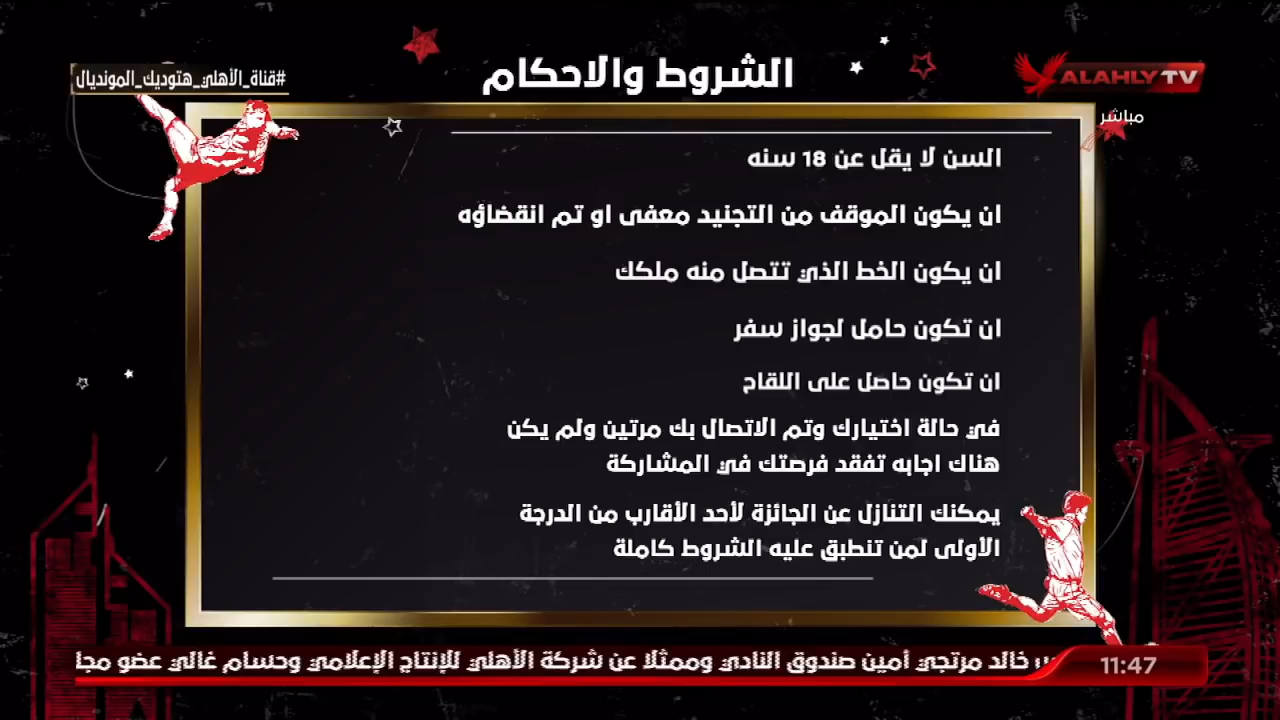 #قناة_الأهلي_هتوديك_المونديال
الشروط والاحكام
ALAHLY TV
مباشر
السن لا يقل عن 18 سنه
ان يكون الموقف من التجنيد معفى او تم انقضاؤه
ان يكون الخط الذي تتصل منه ملكك
ان تكون حامل لجواز سفر
ان تكون حاصل على اللقاح
في حالة اختيارك وتم الاتصال بك مرتين ولم يكن
هناك اجابه تفقد فرصتك في المشاركة
يمكنك التنازل عن الجائزة لأحد الأقارب من الدرجة
الأولى لمن تنطبق عليه الشروط كاملة
خالد مرتجي أمين صندوق النادي وممثلا عن شركة الأهلي للإنتاج الإعلامي وحسام غالي عضو
11:47